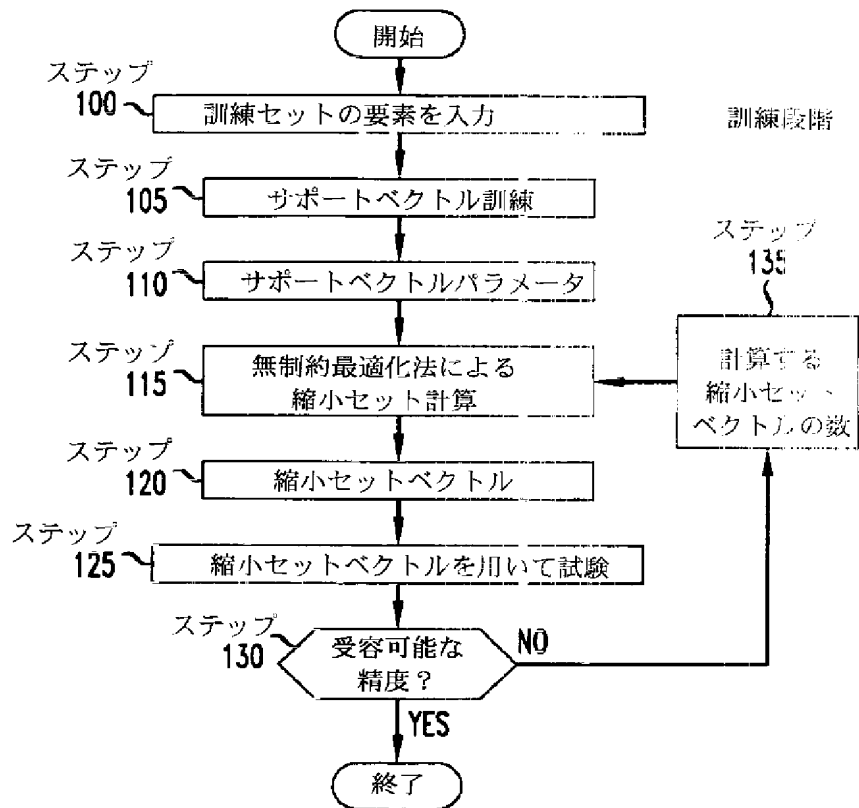 開始
ステップ
100
訓練セットの要素を入力
訓練段階
ステップ
105
サポートベクトル訓練
ステップ
110
サポートベクトルパラメータ
ステップ
135
ステップ
115
無制約最適化法による
縮小セット計算
計算する
縮小セット
ベクトルの数
ステップ
120
縮小セットベクトル
ステップ
125
縮小セットベクトルを用いて試験
ステップ
130
受容可能な
精度?
NO
YES
終了